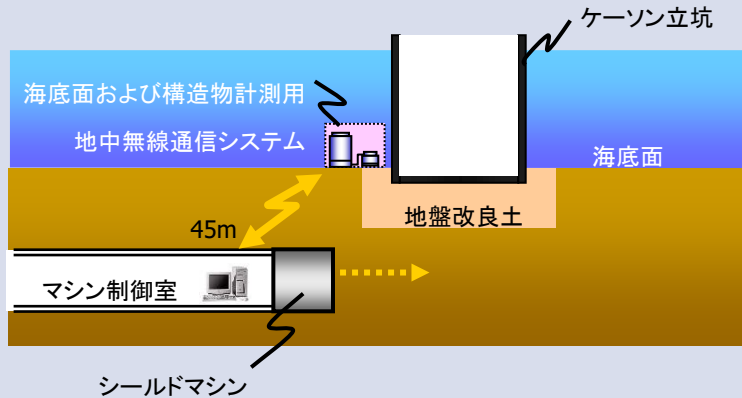 ケーソン立坑
海底面および構造物計測用
地中無線通信システム
海底面
地盤改良土
45m
マシン制御室
シールドマシン